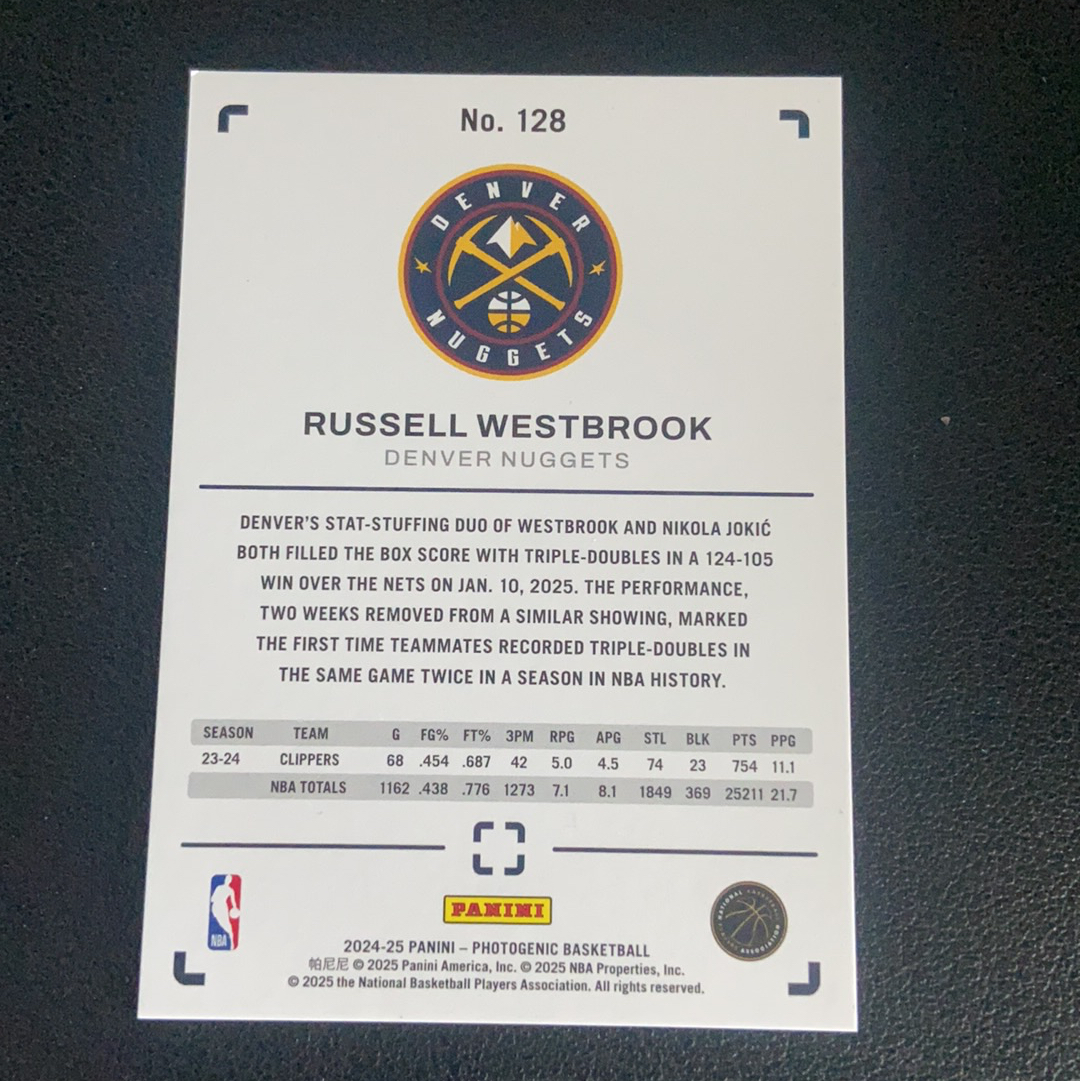 No. 128
DENVER
NUGGETS
RUSSELL WESTBROOK
DENVER NUGGETS
DENVER'S STAT-STUFFING DUO OF WESTBROOK AND NIKOLA JOKIĆ
BOTH FILLED THE BOX SCORE WITH TRIPLE-DOUBLES IN A 124-105
WIN OVER THE NETS ON JAN. 10, 2025. THE PERFORMANCE,
TWO WEEKS REMOVED FROM A SIMILAR SHOWING, MARKED
THE FIRST TIME TEAMMATES RECORDED TRIPLE-DOUBLES IN
THE SAME GAME TWICE IN A SEASON IN NBA HISTORY.
SEASON TEAM G FG% FT% 3PM RPG APG STL BLK PTS PPG
23-24 CLIPPERS 68 .454 .687 42 5.0 4.5 74 23 754 11.1
NBA TOTALS 1162 .438 .776 1273 7.1 8.1 1849 369 25211 21.7
NBA
PANINI
NATIONAL
ASSOCIATION
2024-25 PANINI – PHOTOGENIC BASKETBALL
帕尼尼 © 2025 Panini America, Inc. © 2025 NBA Properties, Inc.
© 2025 the National Basketball Players Association. All rights reserved.